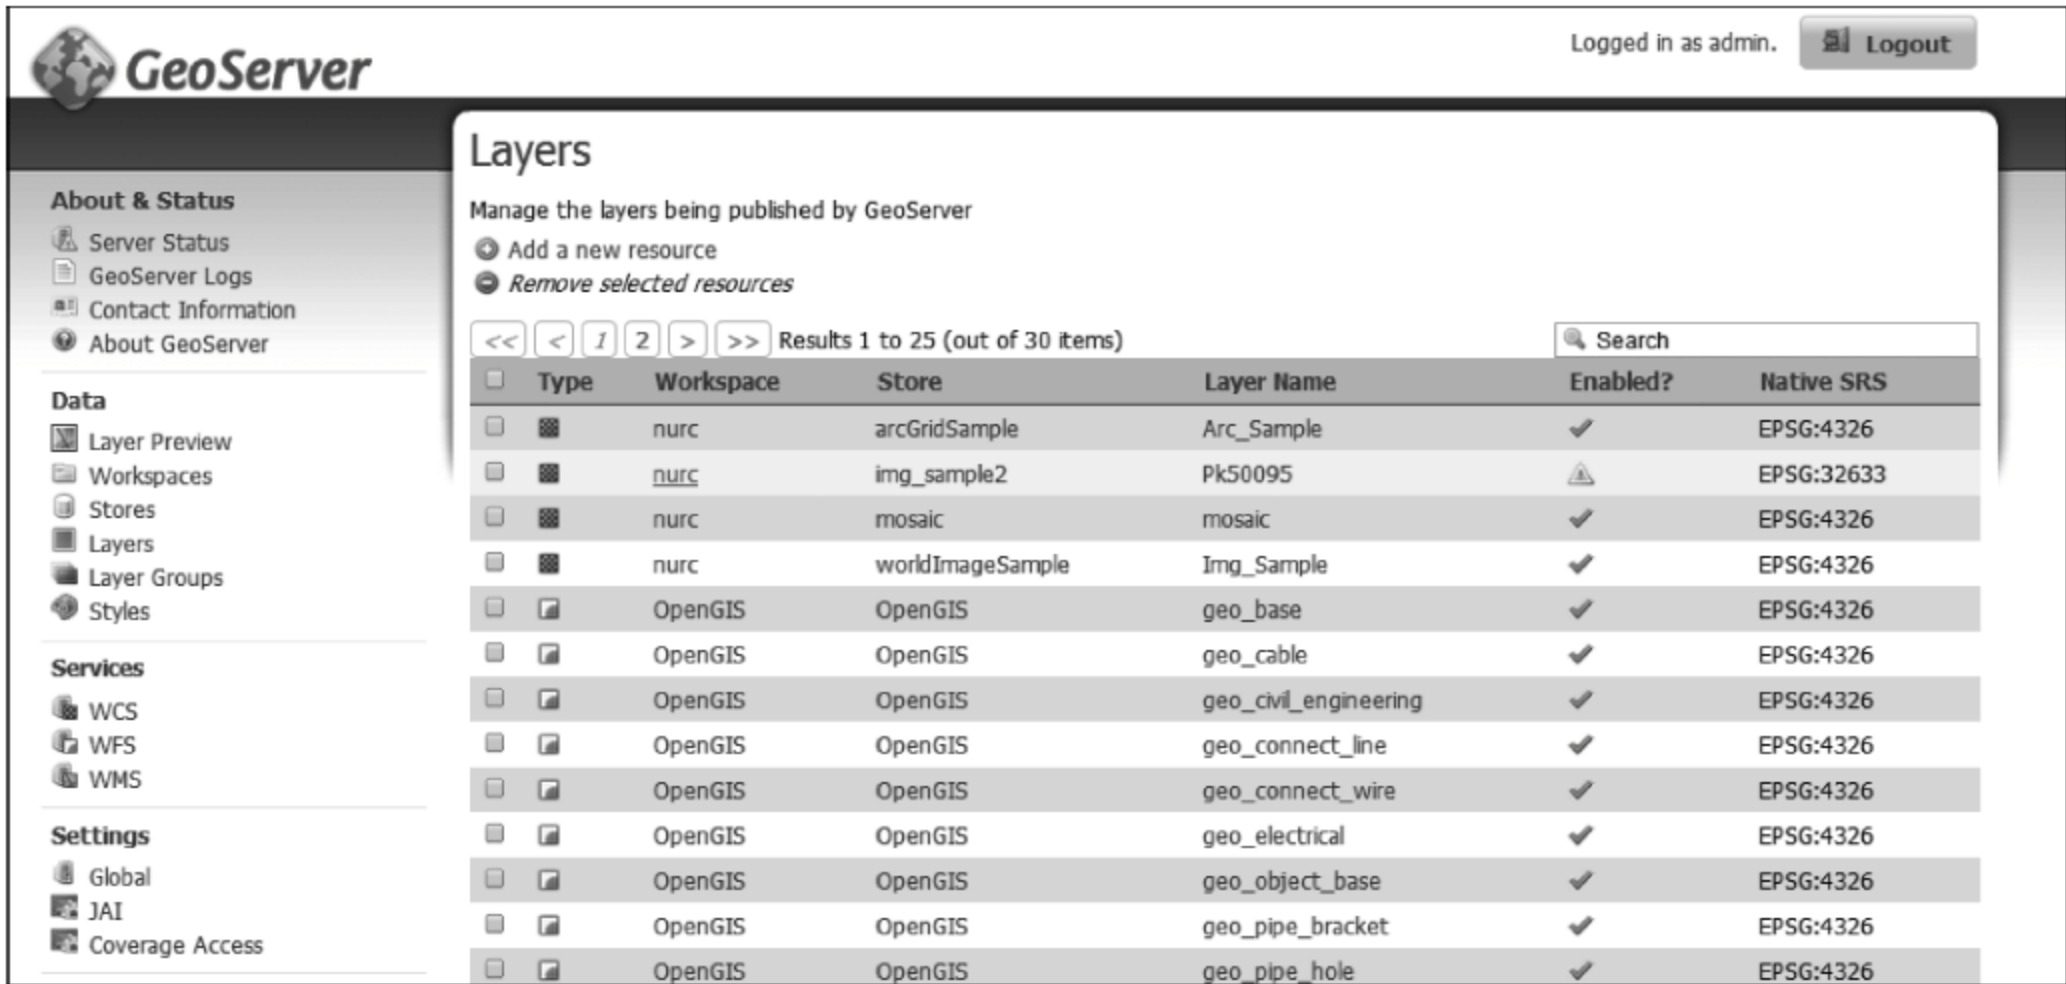 GeoServer
Logged in as admin.
Logout
About & Status
Server Status
GeoServer Logs
Contact Information
About GeoServer
Data
Layer Preview
Workspaces
Stores
Layers
Layer Groups
Styles
Services
WCS
WFS
WMS
Settings
Global
JAI
Coverage Access
Layers
Manage the layers being published by GeoServer
Add a new resource
Remove selected resources
<< < 1 2 > >> Results 1 to 25 (out of 30 items)
Search
Type Workspace Store Layer Name Enabled? Native SRS
nurc arcGridSample Arc_Sample EPSG:4326
nurc img_sample2 Pk50095 EPSG:32633
nurc mosaic mosaic EPSG:4326
nurc worldImageSample Img_Sample EPSG:4326
OpenGIS OpenGIS geo_base EPSG:4326
OpenGIS OpenGIS geo_cable EPSG:4326
OpenGIS OpenGIS geo_civil_engineering EPSG:4326
OpenGIS OpenGIS geo_connect_line EPSG:4326
OpenGIS OpenGIS geo_connect_wire EPSG:4326
OpenGIS OpenGIS geo_electrical EPSG:4326
OpenGIS OpenGIS geo_object_base EPSG:4326
OpenGIS OpenGIS geo_pipe_bracket EPSG:4326
OpenGIS OpenGIS geo_pipe_hole EPSG:4326